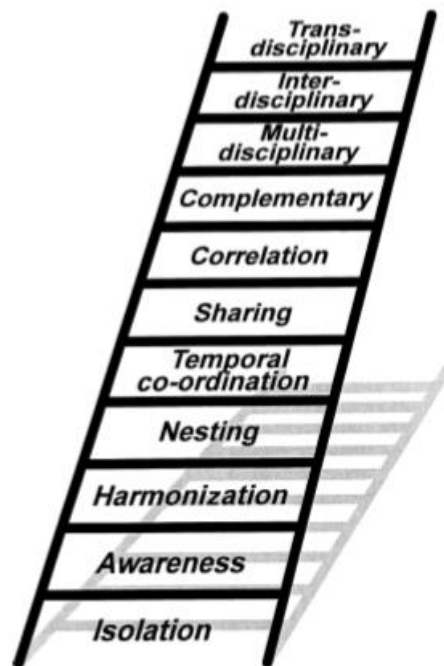 Trans-
disciplinary
Inter-
disciplinary
Multi-
disciplinary
Complementary
Correlation
Sharing
Temporal
co-ordination
Nesting
Harmonization
Awareness
Isolation